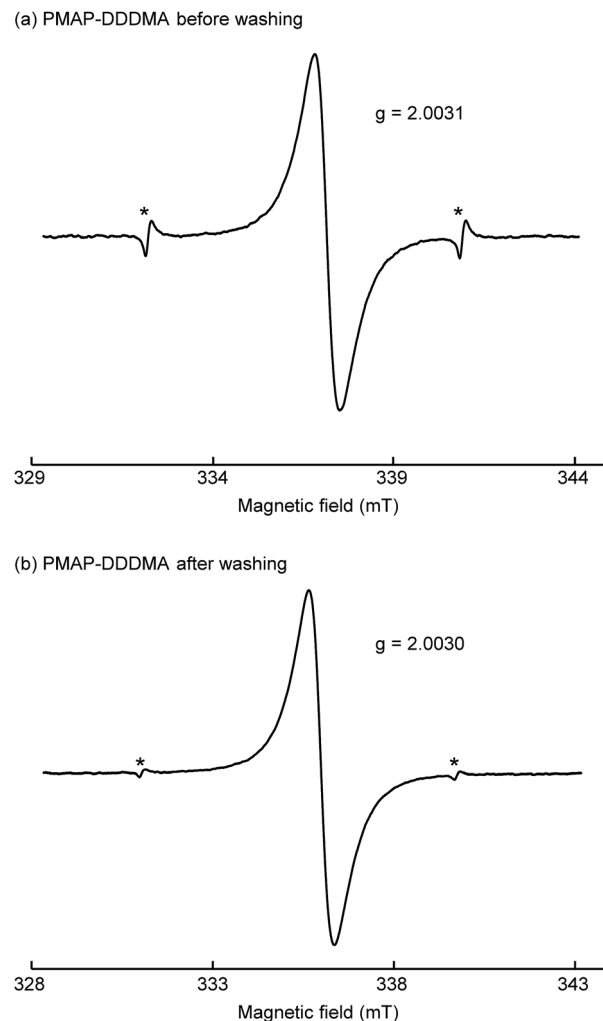 (a) PMAP-DDDMA before washing
g = 2.0031
* *
329 334 339 344
Magnetic field (mT)
(b) PMAP-DDDMA after washing
g = 2.0030
* *
328 333 338 343
Magnetic field (mT)